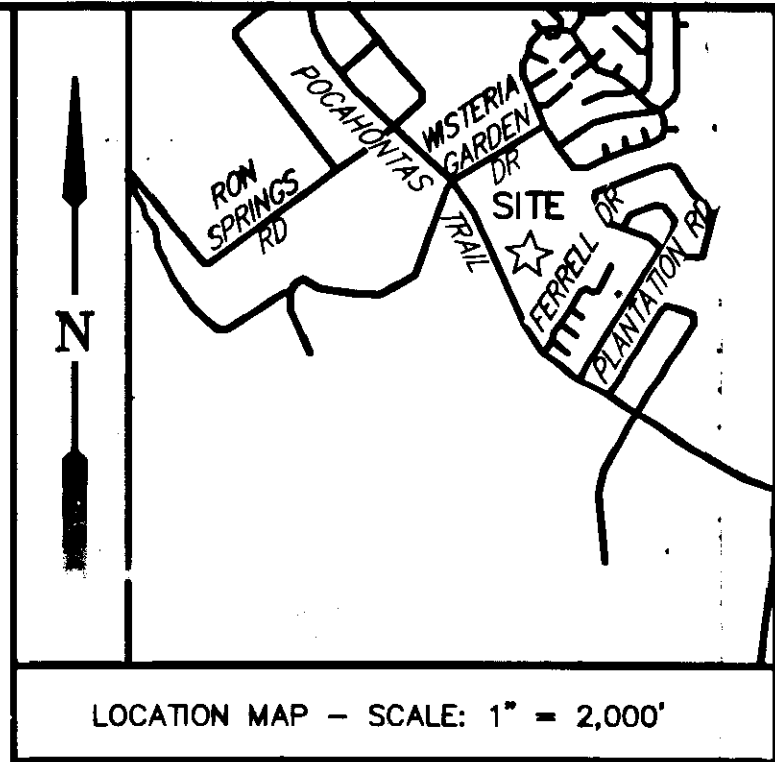 POCAHONTAS
TRAIL
WISTERIA
GARDEN
DR
RON
SPRINGS
RD
SITE
FERRELL DR
PLANTATION RD
N
LOCATION MAP - SCALE: 1" = 2,000'